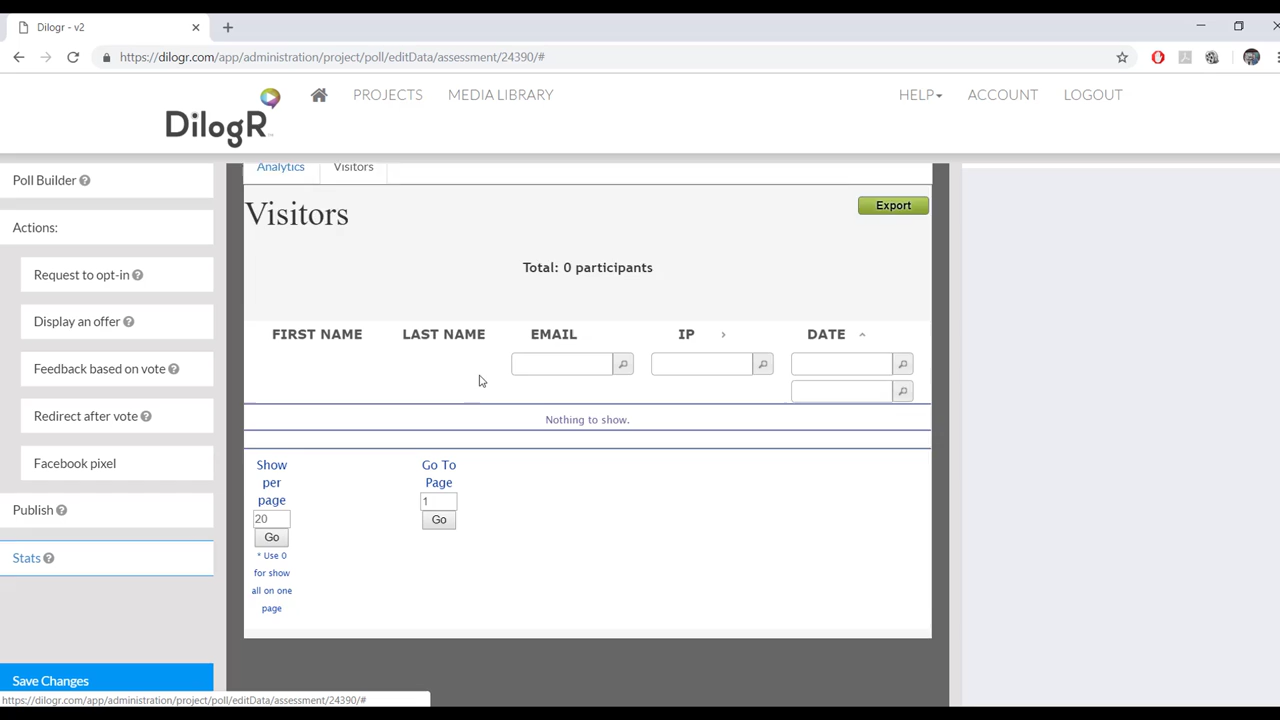 Dilogr - v2
https://dilogr.com/app/administration/project/poll/editData/assessment/24390/#
DilogR
PROJECTS
MEDIA LIBRARY
HELP
ACCOUNT
LOGOUT
Poll Builder
Actions:
Request to opt-in
Display an offer
Feedback based on vote
Redirect after vote
Facebook pixel
Publish
Stats
Save Changes
Analytics
Visitors
Visitors
Export
Total: 0 participants
FIRST NAME
LAST NAME
EMAIL
IP
DATE
Nothing to show.
Show
per
page
20
Go
* Use 0
for show
all on one
page
Go To
Page
1
Go
https://dilogr.com/app/administration/project/poll/editData/assessment/24390/#